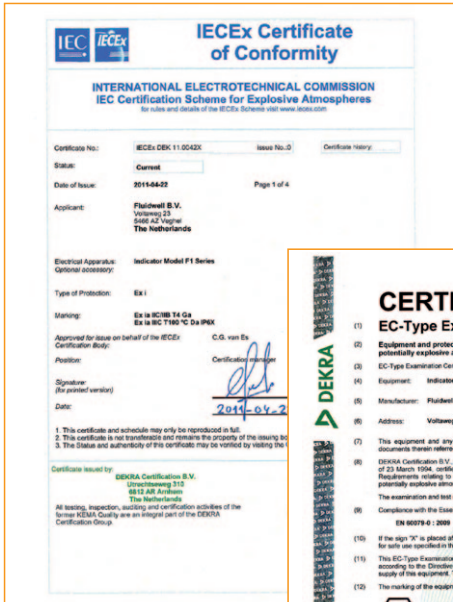 IEC IECEx
IECEx Certificate
of Conformity
INTERNATIONAL ELECTROTECHNICAL COMMISSION
IEC Certification Scheme for Explosive Atmospheres
for rules and details of the IECEx Scheme visit www.iecex.com
Certificate No.: IECEx DEK 11.0042X issue No.:0 Certificate history:
Status: Current
Date of Issue: 2011-04-22 Page 1 of 4
Applicant: Fluidwell B.V.
Voltaweg 23
5466 AZ Veghel
The Netherlands
Electrical Apparatus: Indicator Model F1 Series
Optional accessory:
Type of Protection: Ex i
Marking: Ex ia IIC/IIB T4 Ga
Ex ia IIIC T100 °C Da IP6X
Approved for issue on behalf of the IECEx C.G. van Es
Certification Body:
Position: Certification manager
Signature:
(for printed version)
Date: 2011-04-2
1. This certificate and schedule may only be reproduced in full.
2. This certificate is not transferable and remains the property of the issuing bo
3. The Status and authenticity of this certificate may be verified by visiting the
Certificate issued by:
DEKRA Certification B.V.
Utrechtseweg 310
6812 AR Arnhem
The Netherlands
All testing, inspection, auditing and certification activities of the
former KEMA Quality are an integral part of the DEKRA
Certification Group.
DEKRA
CERTI
(1) EC-Type Ex
(2) Equipment and protec
potentially explosive a
(3) EC-Type Examination Cer
(4) Equipment: Indicato
(5) Manufacturer: Fluidwel
(6) Address: Voltaweg
(7) This equipment and any
documents therein referred
(8) DEKRA Certification B.V.,
of 23 March 1994, certifie
Requirements relating to
potentially explosive atmo
The examination and test
(9) Compliance with the Esse
EN 60079-0 : 2009
(10) If the sign "X" is placed af
for safe use specified in th
(11) This EC-Type Examination
according to the Directive
supply of this equipment.
(12) The marking of the equipm